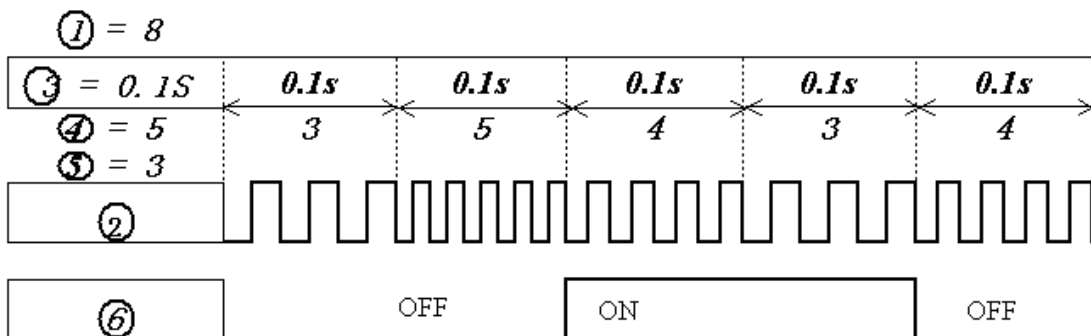 ① = 8
③ = 0.1S 0.1s 0.1s 0.1s 0.1s 0.1s
④ = 5 3 5 4 3 4
⑤ = 3
②
⑥ OFF ON OFF